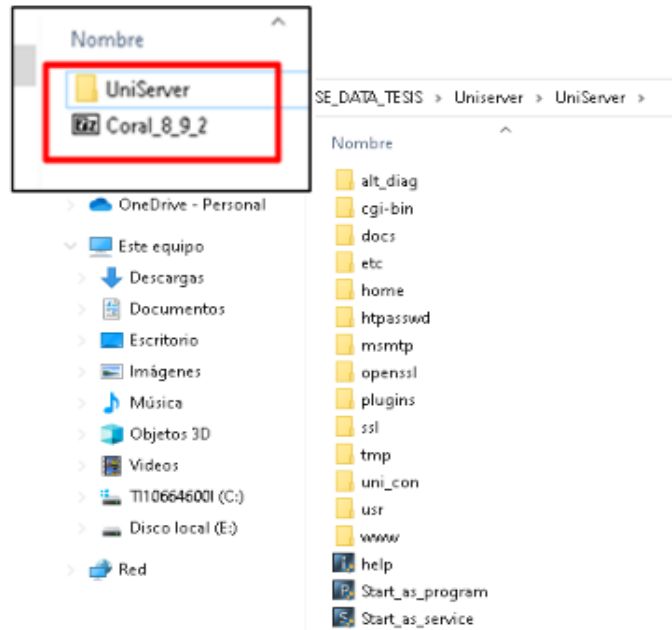 Nombre
UniServer
Coral_8_9_2
SE_DATA_TESIS > Uniserver > UniServer >
OneDrive - Personal
Este equipo
Descargas
Documentos
Escritorio
Imágenes
Música
Objetos 3D
Videos
TI10664600I (C:)
Disco local (E:)
Red
Nombre
alt_diag
cgi-bin
docs
etc
home
htpasswd
msmtp
openssl
plugins
ssl
tmp
uni_con
usr
www
help
Start_as_program
Start_as_service